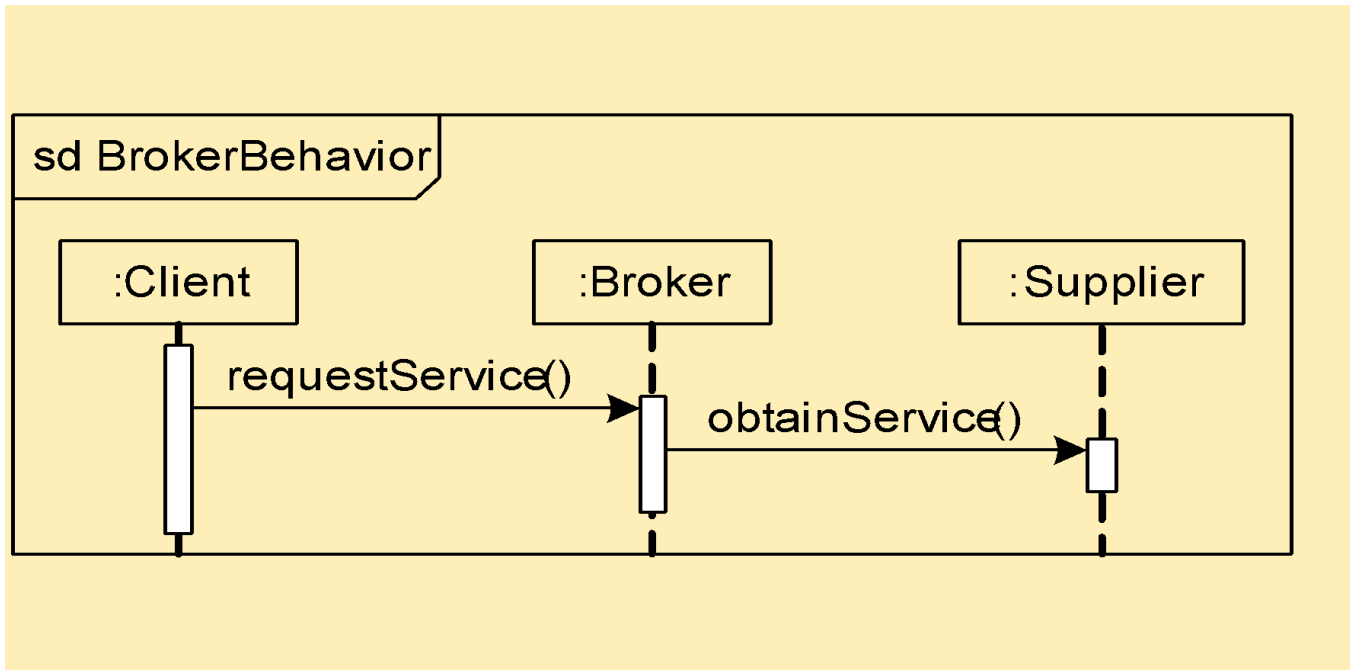 sd BrokerBehavior
:Client
:Broker
:Supplier
requestService()
obtainService()